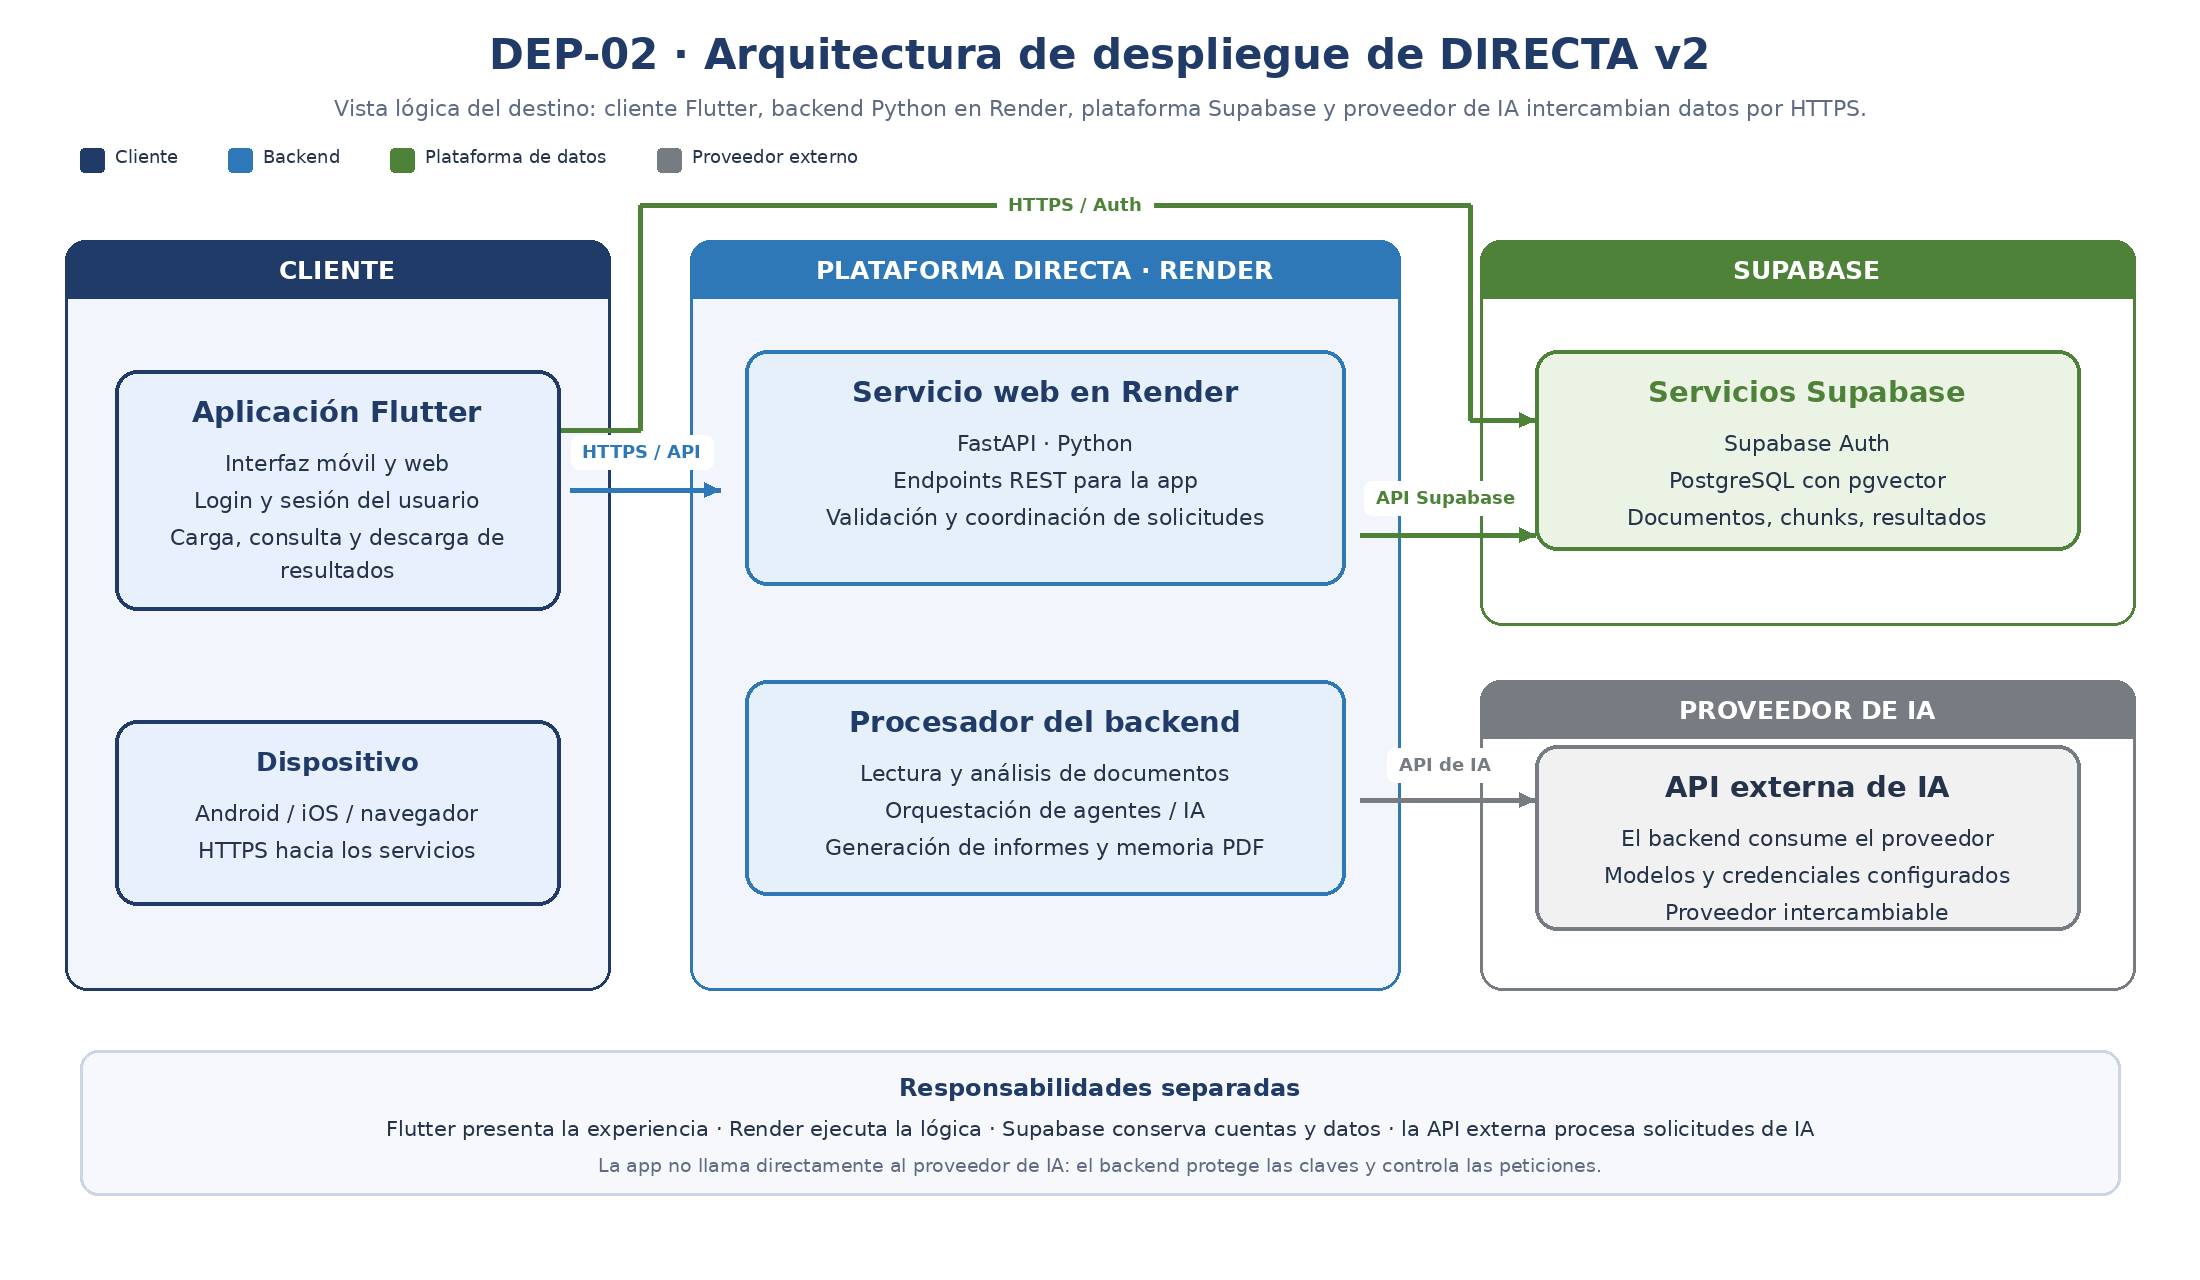 DEP-02 · Arquitectura de despliegue de DIRECTA v2
Vista lógica del destino: cliente Flutter, backend Python en Render, plataforma Supabase y proveedor de IA intercambian datos por HTTPS.
Cliente
Backend
Plataforma de datos
Proveedor externo
HTTPS / Auth
CLIENTE
Aplicación Flutter
Interfaz móvil y web
Login y sesión del usuario
Carga, consulta y descarga de
resultados
Dispositivo
Android / iOS / navegador
HTTPS hacia los servicios
HTTPS / API
PLATAFORMA DIRECTA · RENDER
Servicio web en Render
FastAPI · Python
Endpoints REST para la app
Validación y coordinación de solicitudes
Procesador del backend
Lectura y análisis de documentos
Orquestación de agentes / IA
Generación de informes y memoria PDF
API Supabase
API de IA
SUPABASE
Servicios Supabase
Supabase Auth
PostgreSQL con pgvector
Documentos, chunks, resultados
PROVEEDOR DE IA
API externa de IA
El backend consume el proveedor
Modelos y credenciales configurados
Proveedor intercambiable
Responsabilidades separadas
Flutter presenta la experiencia · Render ejecuta la lógica · Supabase conserva cuentas y datos · la API externa procesa solicitudes de IA
La app no llama directamente al proveedor de IA: el backend protege las claves y controla las peticiones.